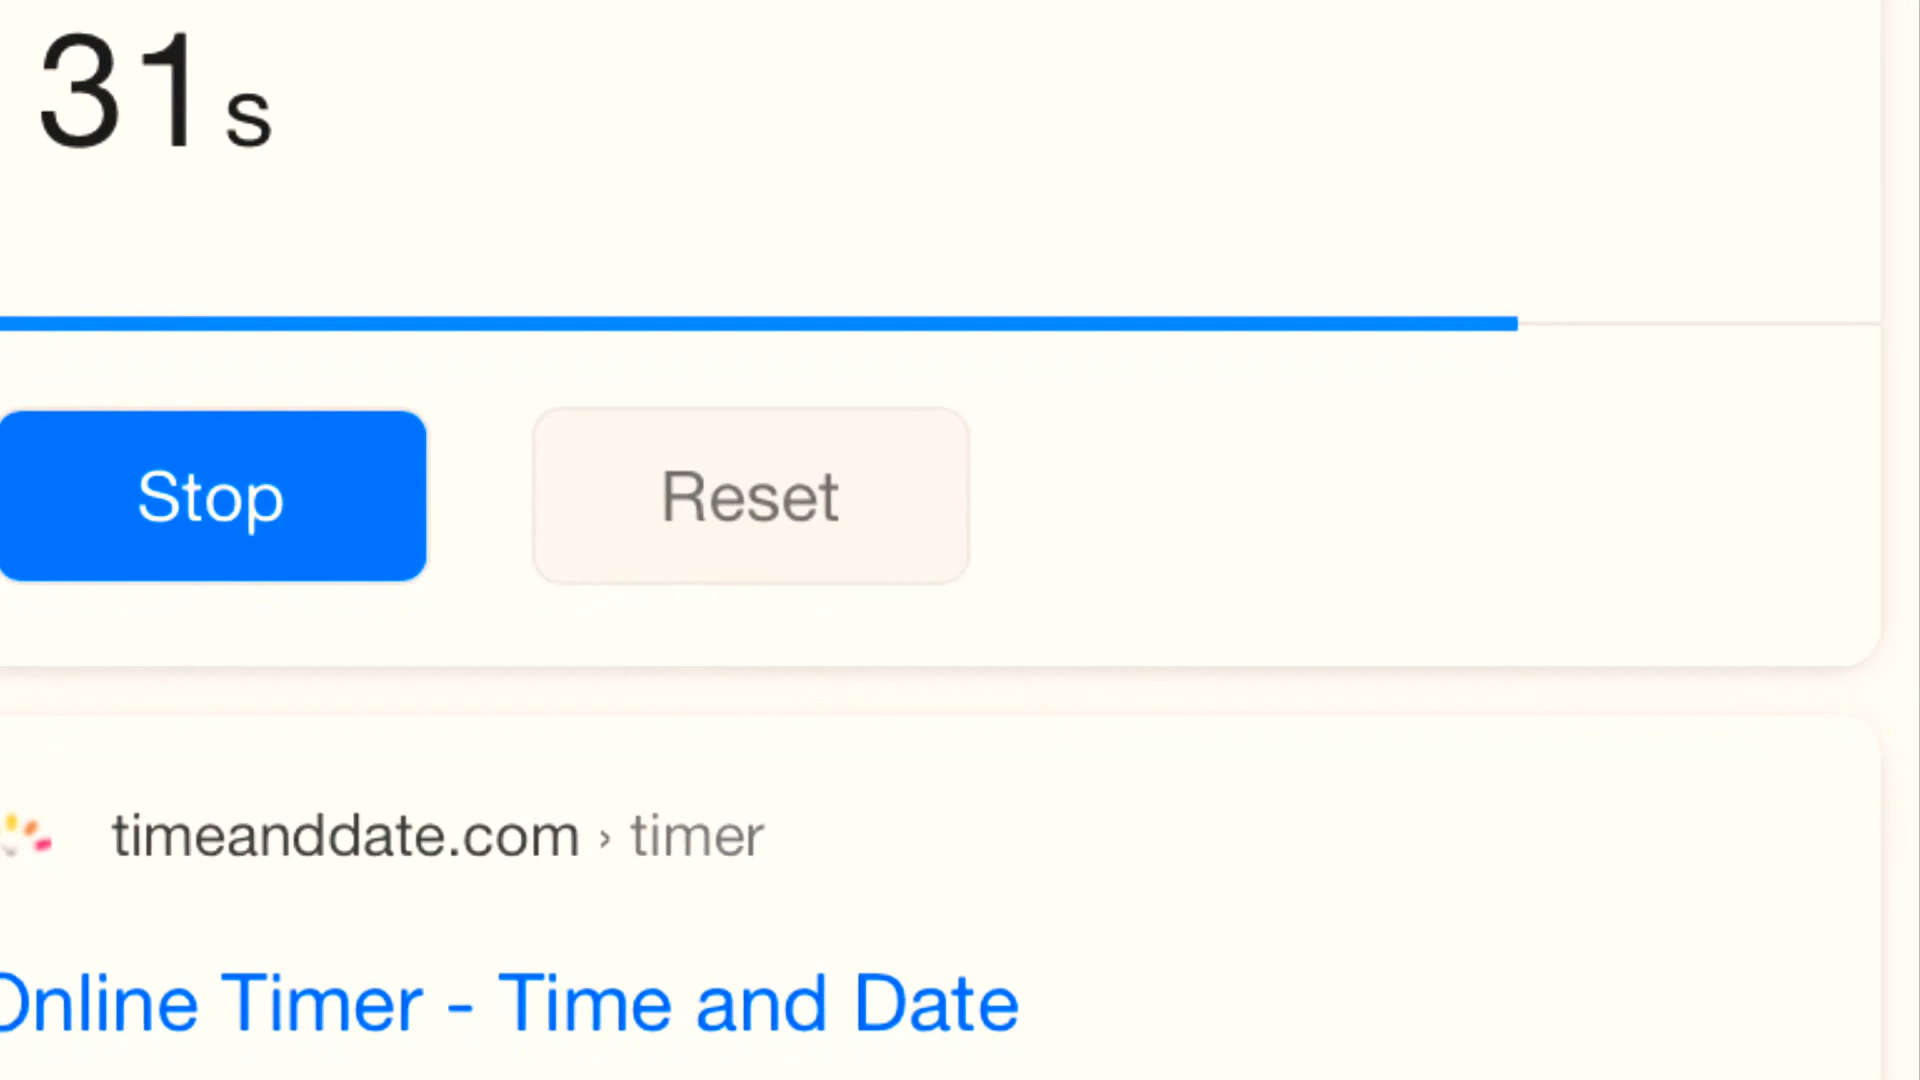 31s
Stop Reset
timeanddate.com › timer
Online Timer - Time and Date